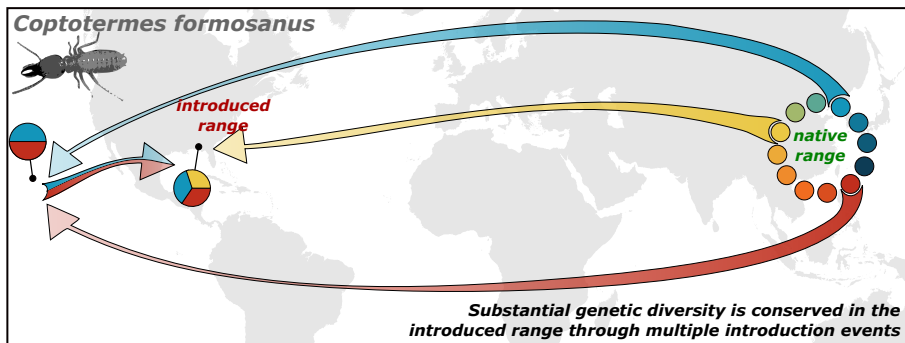 Coptotermes formosanus
introduced
range
native
range
Substantial genetic diversity is conserved in the
introduced range through multiple introduction events